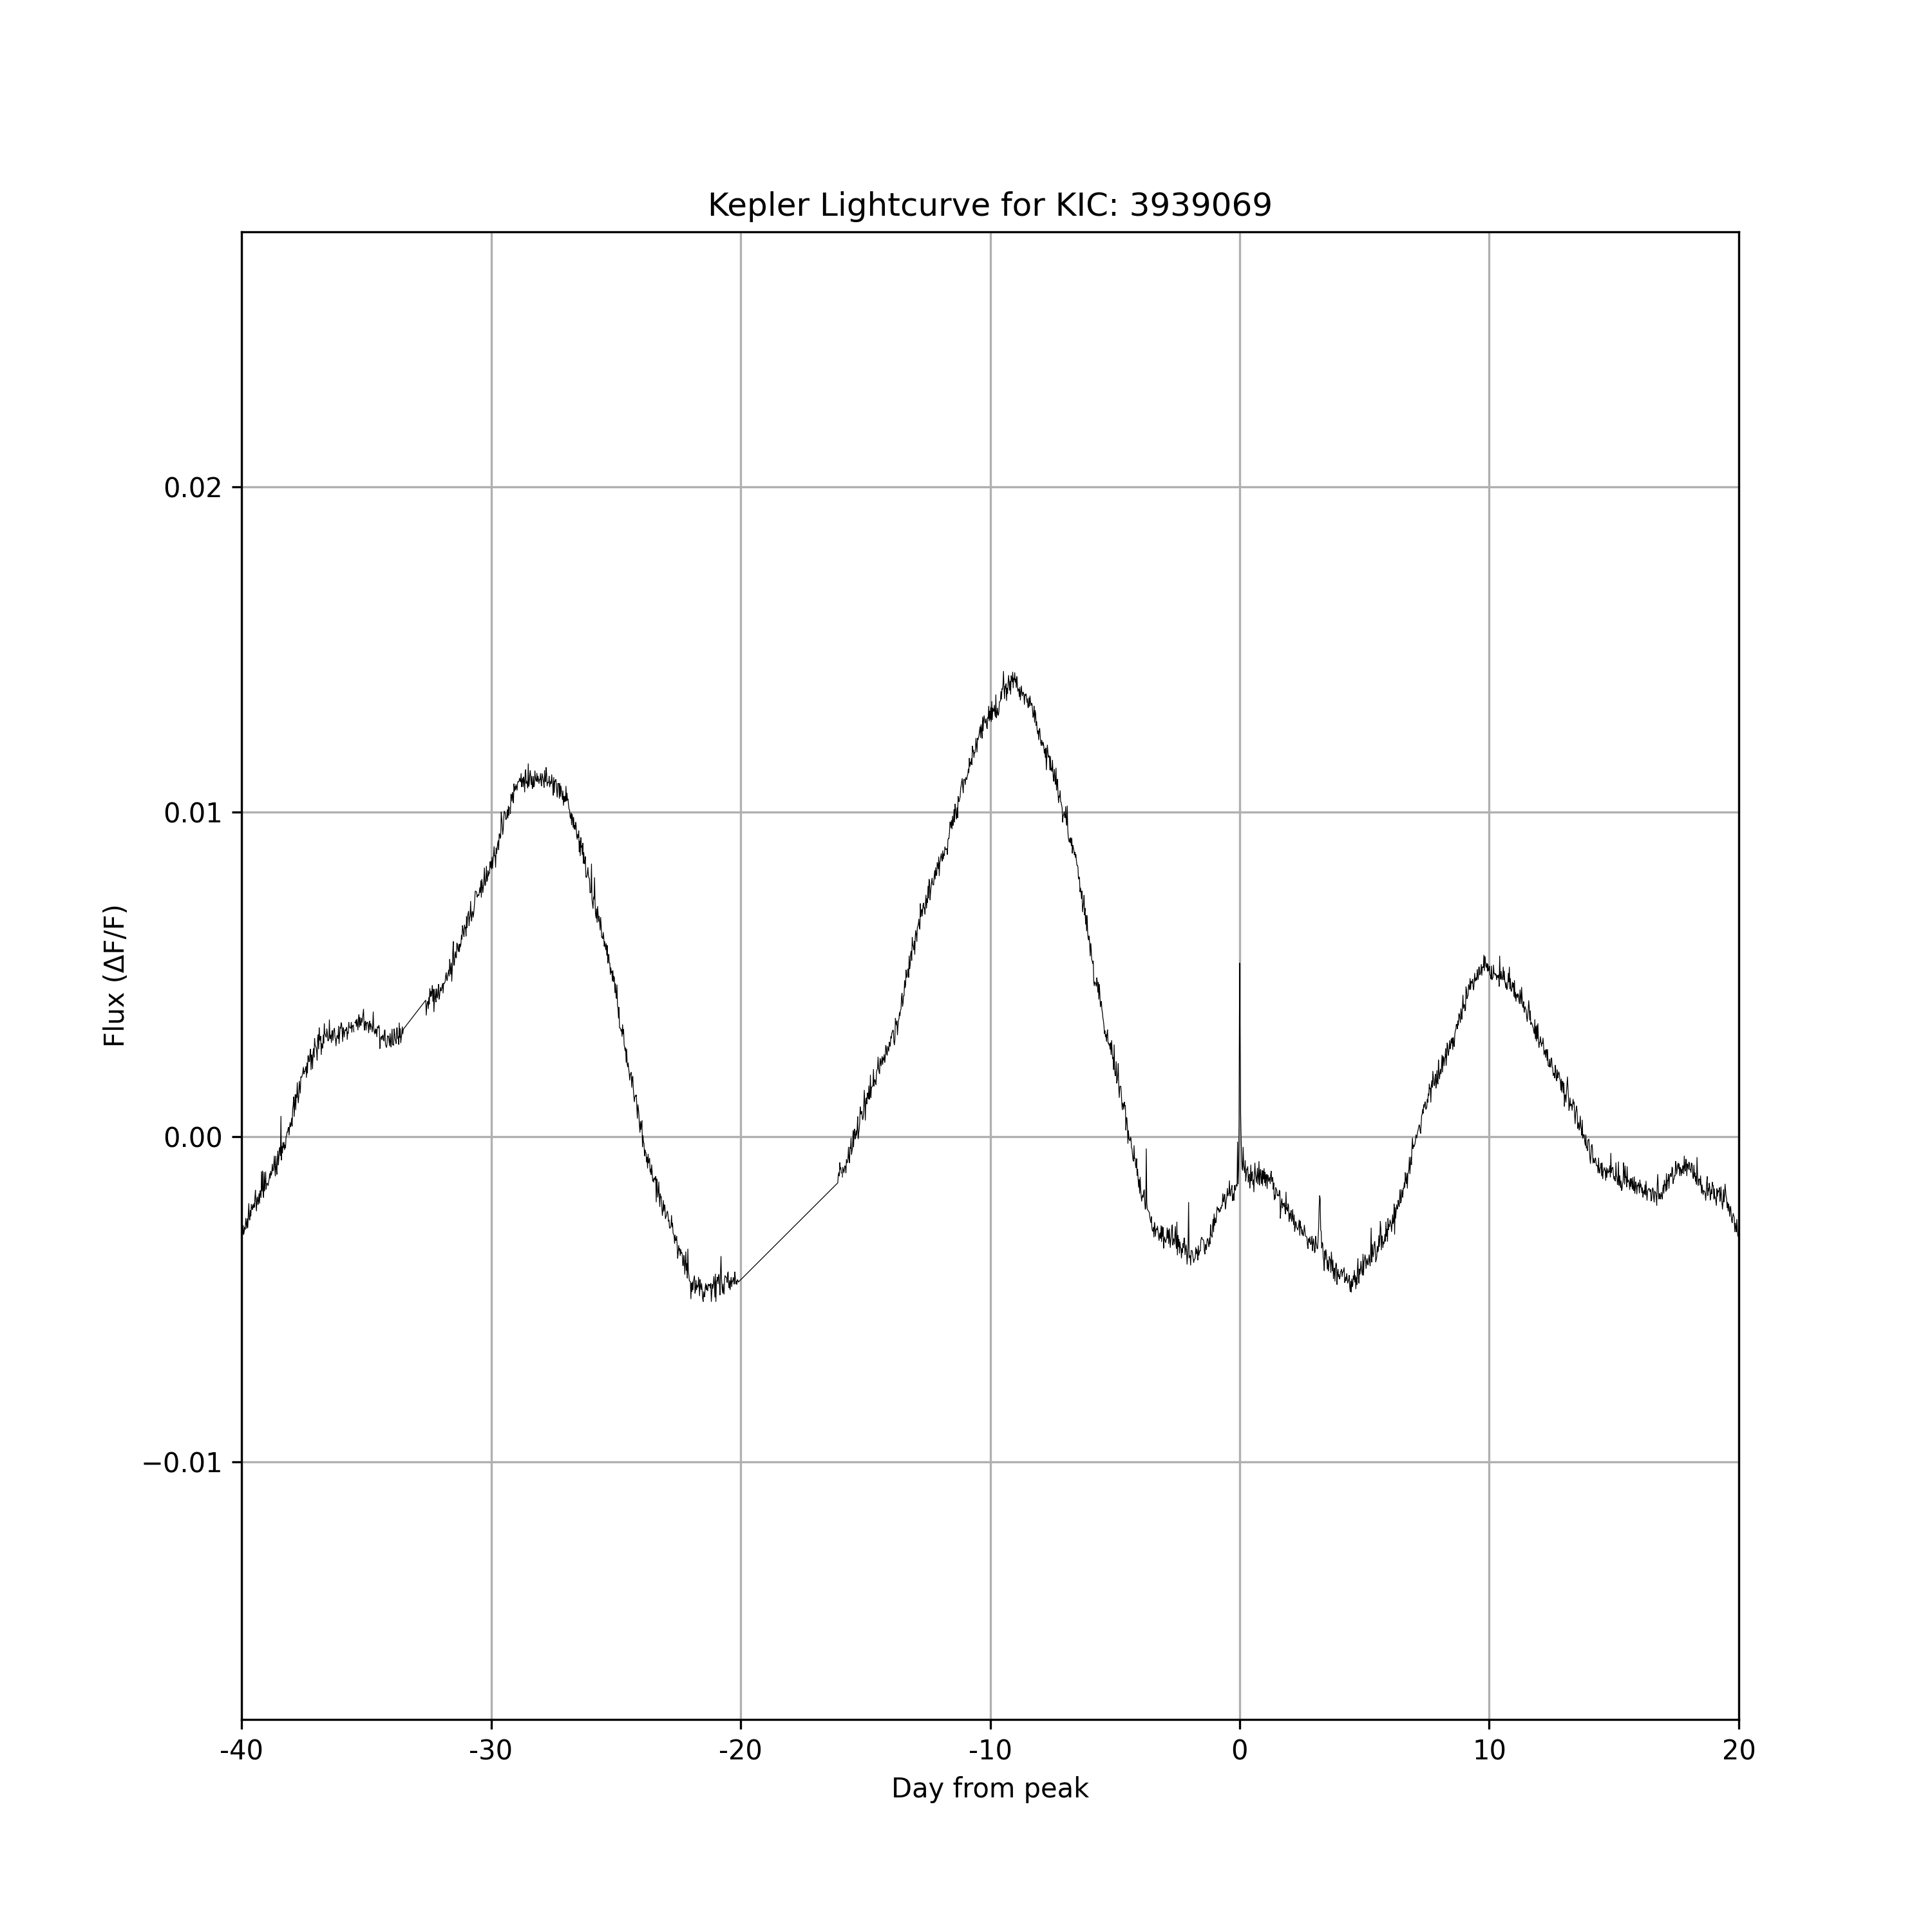 Kepler Lightcurve for KIC: 3939069
Flux (ΔF/F)
0.02
0.01
0.00
−0.01
-40 -30 -20 -10 0 10 20
Day from peak